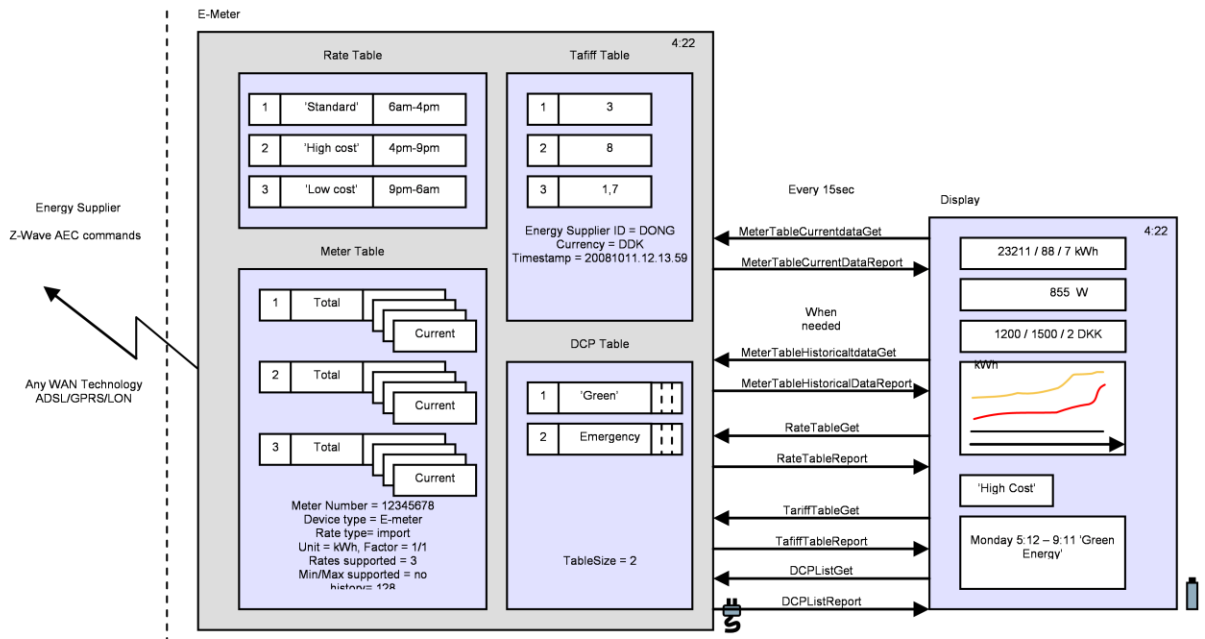 E-Meter
4:22
Rate Table
1 'Standard' 6am-4pm
2 'High cost' 4pm-9pm
3 'Low cost' 9pm-6am
Tafiff Table
1 3
2 8
3 1,7
Energy Supplier ID = DONG
Currency = DDK
Timestamp = 20081011.12.13.59
Energy Supplier
Z-Wave AEC commands
Any WAN Technology
ADSL/GPRS/LON
Meter Table
1 Total
Current
2 Total
Current
3 Total
Current
Meter Number = 12345678
Device type = E-meter
Rate type= import
Unit = kWh, Factor = 1/1
Rates supported = 3
Min/Max supported = no
history= 128
DCP Table
1 'Green'
2 Emergency
TableSize = 2
Every 15sec
MeterTableCurrentdataGet
MeterTableCurrentDataReport
When
needed
MeterTableHistoricaltdataGet
MeterTableHistoricalDataReport
RateTableGet
RateTableReport
TariffTableGet
TafiffTableReport
DCPListGet
DCPListReport
Display
4:22
23211 / 88 / 7 kWh
855 W
1200 / 1500 / 2 DKK
kWh
'High Cost'
Monday 5:12 – 9:11 'Green
Energy'